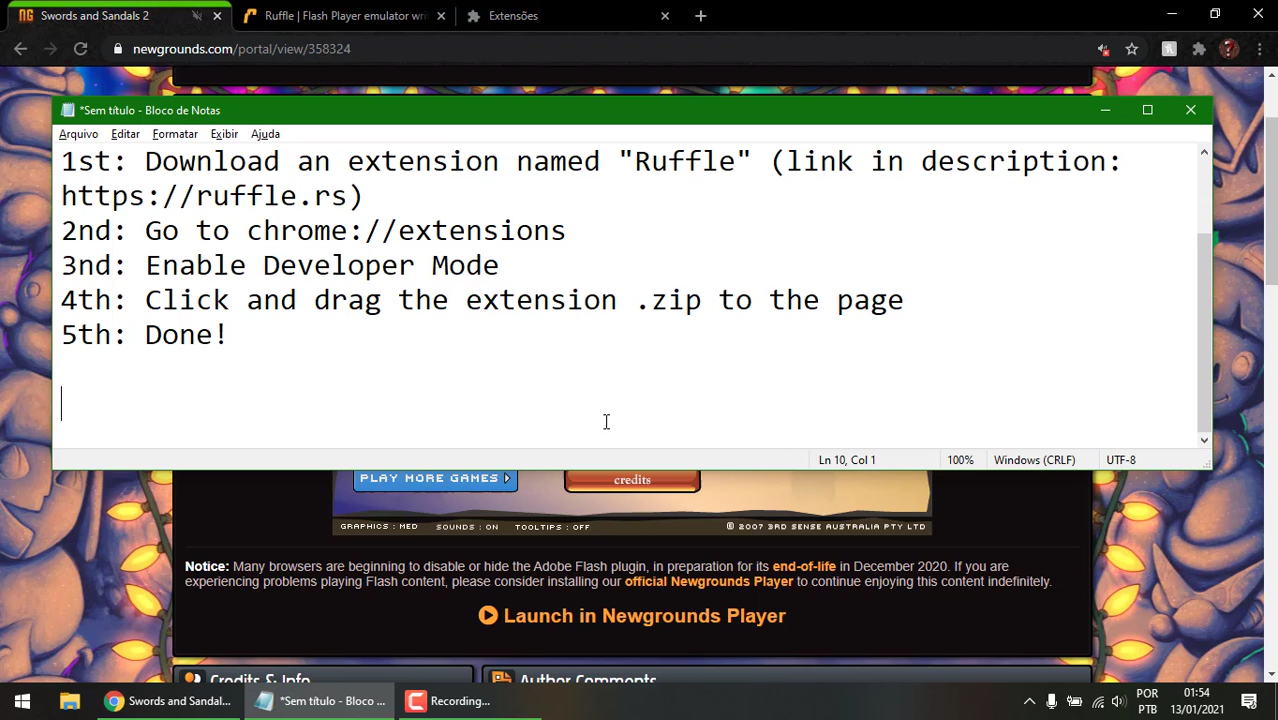 Swords and Sandals 2
Ruffle | Flash Player emulator wri
Extensões
newgrounds.com/portal/view/358324
*Sem título - Bloco de Notas
Arquivo Editar Formatar Exibir Ajuda
1st: Download an extension named "Ruffle" (link in description:
https://ruffle.rs)
2nd: Go to chrome://extensions
3nd: Enable Developer Mode
4th: Click and drag the extension .zip to the page
5th: Done!
Ln 10, Col 1 100% Windows (CRLF) UTF-8
PLAY MORE GAMES
credits
GRAPHICS : MED SOUNDS : ON TOOLTIPS : OFF © 2007 3RD SENSE AUSTRALIA PTY LTD
Notice: Many browsers are beginning to disable or hide the Adobe Flash plugin, in preparation for its end-of-life in December 2020. If you are
experiencing problems playing Flash content, please consider installing our official Newgrounds Player to continue enjoying this content indefinitely.
Launch in Newgrounds Player
Credits & Info
Author Comments
Swords and Sandal...
*Sem título - Bloco ...
Recording...
POR
PTB
01:54
13/01/2021